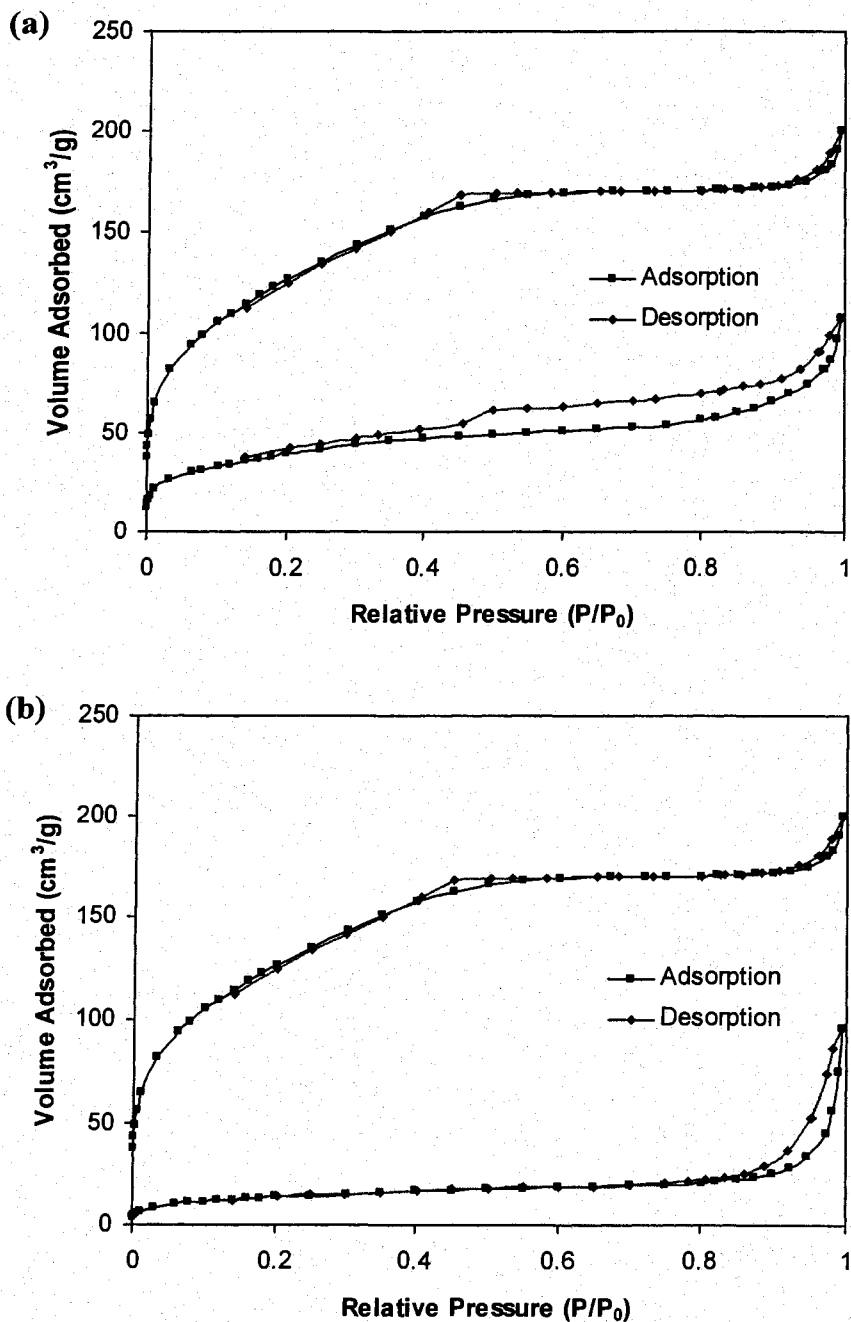 (a)
250
200
150
100
50
0
Volume Adsorbed (cm³/g)
Adsorption
Desorption
0 0.2 0.4 0.6 0.8 1
Relative Pressure (P/P₀)
(b)
250
200
150
100
50
0
Volume Adsorbed (cm³/g)
Adsorption
Desorption
0 0.2 0.4 0.6 0.8 1
Relative Pressure (P/P₀)